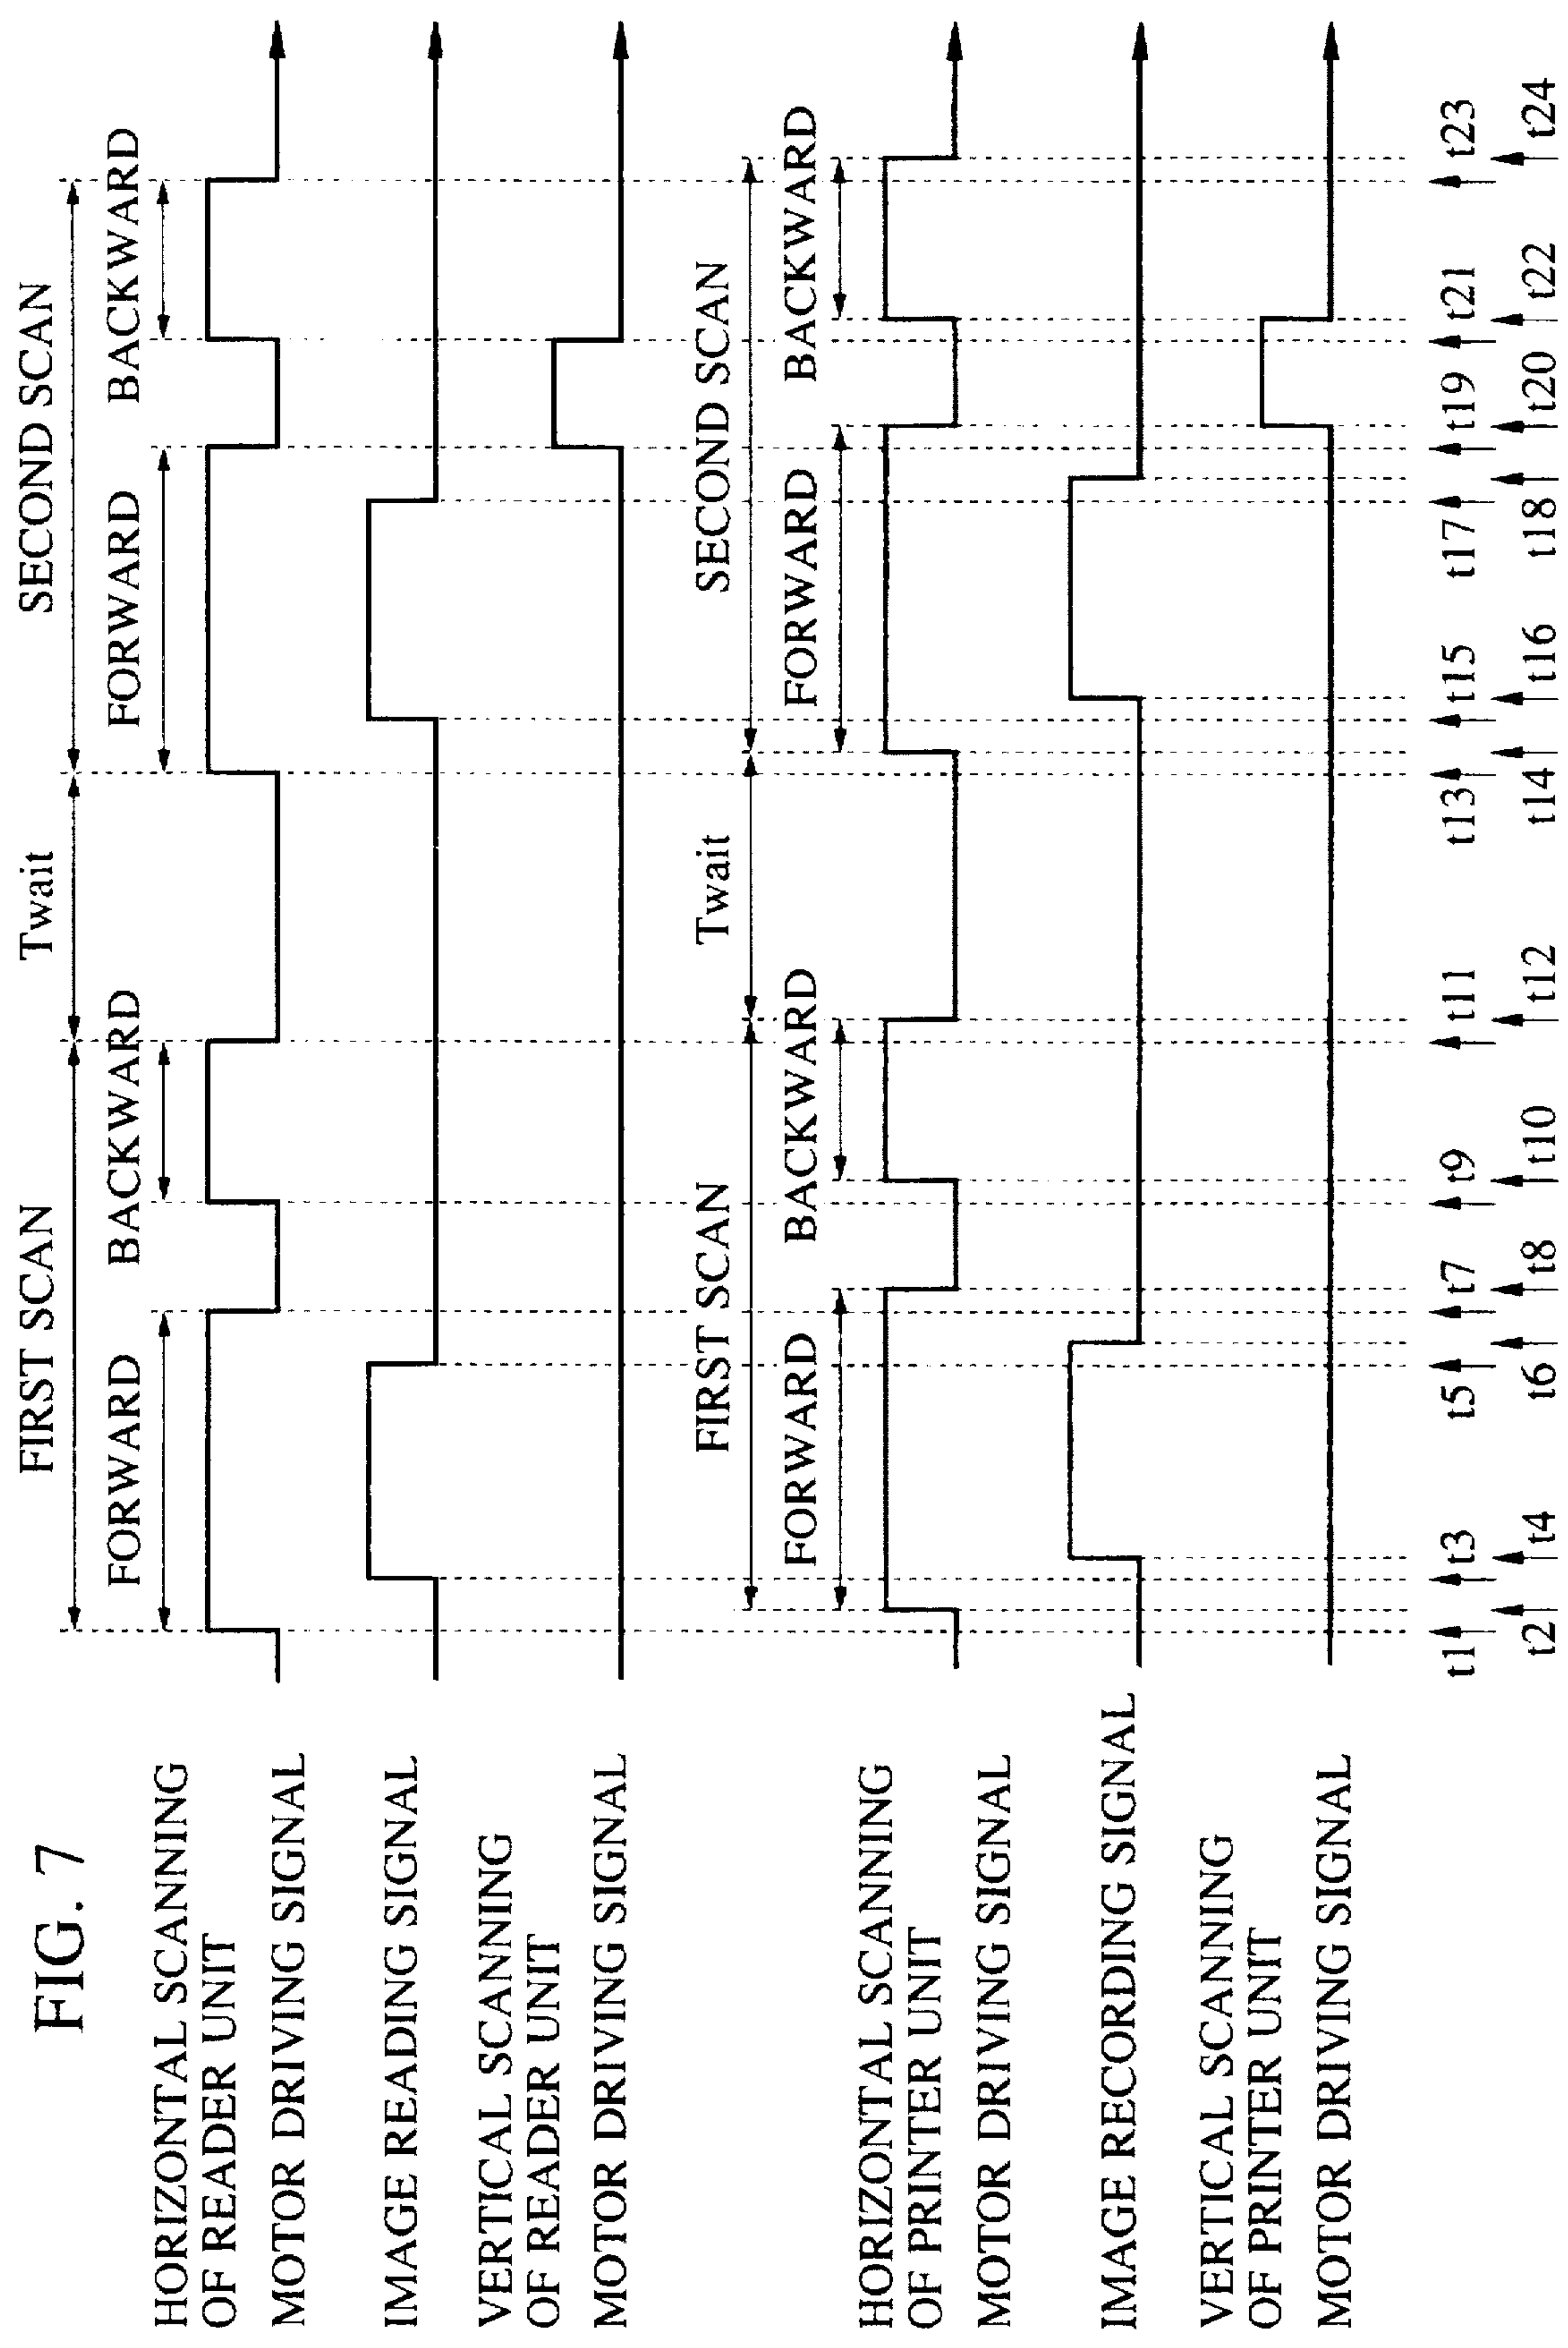 FIG. 7
FIRST SCAN
Twait
SECOND SCAN
FORWARD
BACKWARD
FORWARD
BACKWARD
HORIZONTAL SCANNING
OF READER UNIT
MOTOR DRIVING SIGNAL
IMAGE READING SIGNAL
VERTICAL SCANNING
OF READER UNIT
MOTOR DRIVING SIGNAL
FIRST SCAN
Twait
SECOND SCAN
FORWARD
BACKWARD
FORWARD
BACKWARD
HORIZONTAL SCANNING
OF PRINTER UNIT
MOTOR DRIVING SIGNAL
IMAGE RECORDING SIGNAL
VERTICAL SCANNING
OF PRINTER UNIT
MOTOR DRIVING SIGNAL
t1 t3 t5 t7 t9 t11 t13 t15 t17 t19 t21 t23
t2 t4 t6 t8 t10 t12 t14 t16 t18 t20 t22 t24